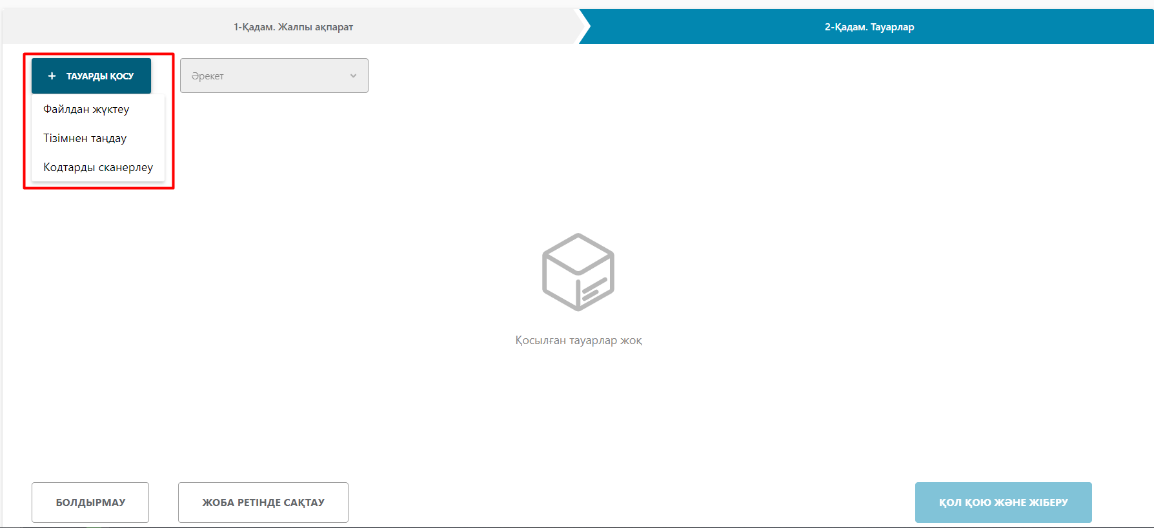 1-Қадам. Жалпы ақпарат
2-Қадам. Тауарлар
+ ТАУАРДЫ ҚОСУ
Әрекет
Файлдан жүктеу
Тізімнен таңдау
Кодтарды сканерлеу
Қосылған тауарлар жоқ
БОЛДЫРМАУ
ЖОБА РЕТІНДЕ САҚТАУ
ҚОЛ ҚОЮ ЖӘНЕ ЖІБЕРУ